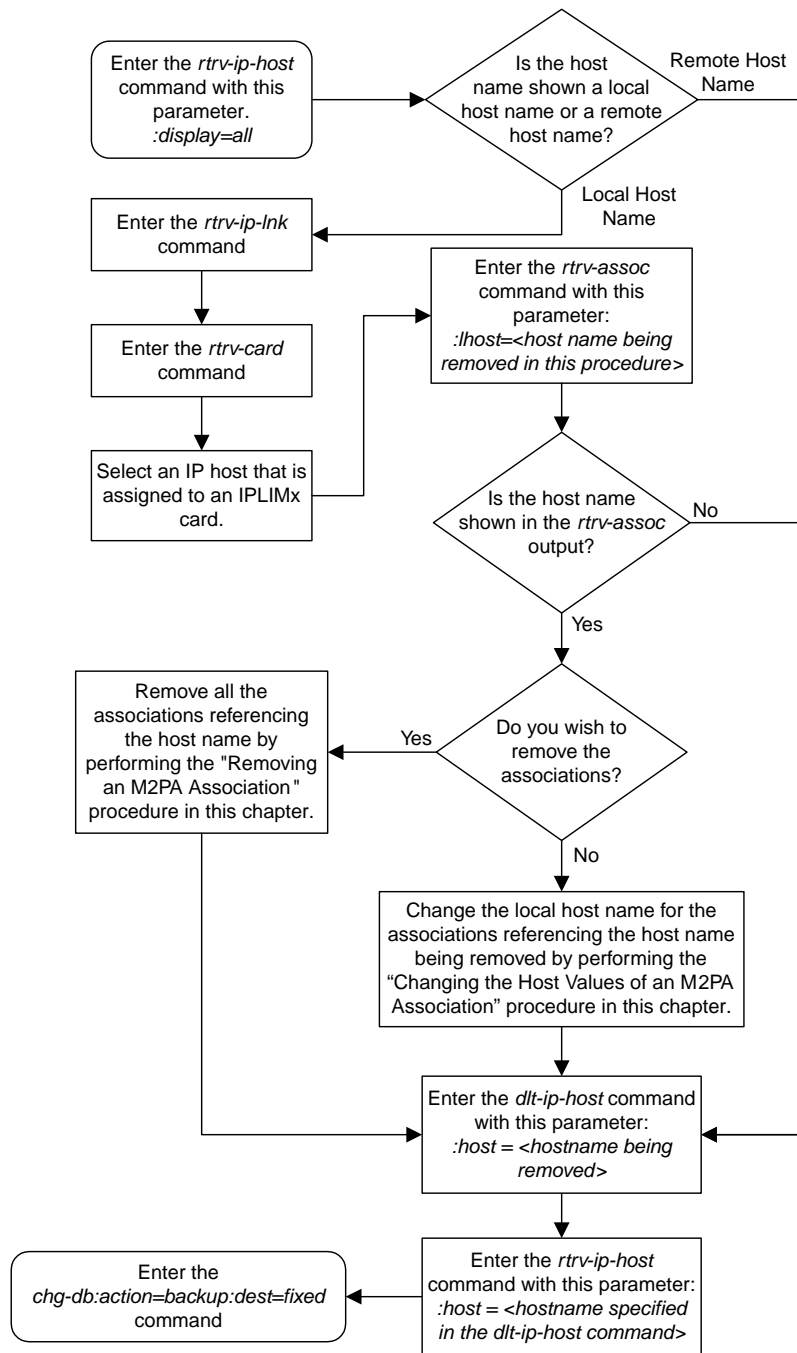 Enter the rtrv-ip-host
command with this
parameter.
:display=all
Is the host
name shown a local
host name or a remote
host name?
Remote Host
Name
Local Host
Name
Enter the rtrv-ip-lnk
command
Enter the rtrv-card
command
Select an IP host that is
assigned to an IPLIMx
card.
Enter the rtrv-assoc
command with this
parameter:
:lhost=<host name being
removed in this procedure>
Is the host name
shown in the rtrv-assoc
output?
No
Yes
Do you wish to
remove the
associations?
Yes
Remove all the
associations referencing
the host name by
performing the "Removing
an M2PA Association"
procedure in this chapter.
No
Change the local host name for the
associations referencing the host name
being removed by performing the
“Changing the Host Values of an M2PA
Association” procedure in this chapter.
Enter the dlt-ip-host command
with this parameter:
:host = <hostname being
removed>
Enter the rtrv-ip-host
command with this parameter:
:host = <hostname specified
in the dlt-ip-host command>
Enter the
chg-db:action=backup:dest=fixed
command